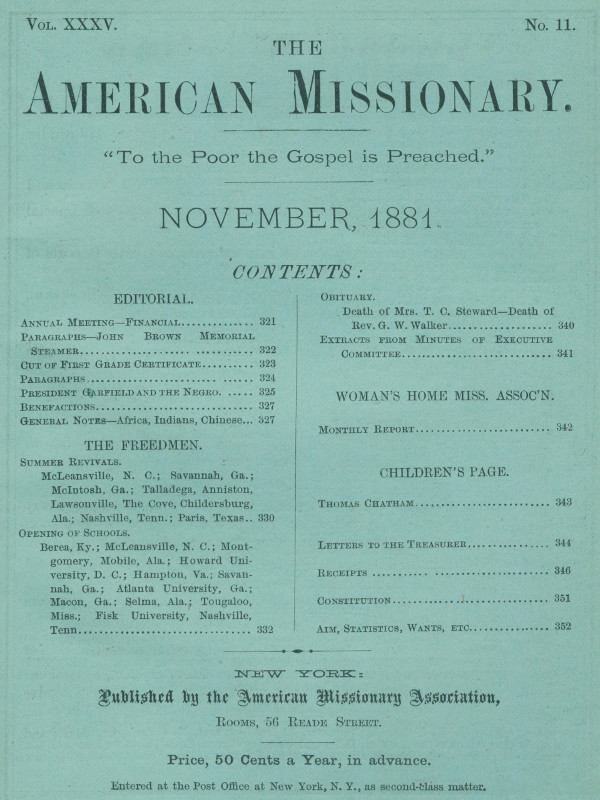 Vol. XXXV.
No. 11.
THE
American Missionary.
“To the Poor the Gospel is Preached.”
NOVEMBER, 1881.
CONTENTS:
EDITORIAL.
Annual Meeting—Financial.............. 321
Paragraphs—John Brown Memorial
Steamer.................... ........... 322
Cut of First Grade Certificate.......... 323
Paragraphs........................ ...... 324
President Garfield and the Negro. ..... 325
Benefactions............................. 327
General Notes—Africa, Indians, Chinese... 327
THE FREEDMEN.
Summer Revivals.
McLeansville, N. C.; Savannah, Ga.;
McIntosh, Ga.; Talladega, Anniston,
Lawsonville, The Cove, Childersburg,
Ala.; Nashville, Tenn.; Paris, Texas.. 330
Opening of Schools.
Berea, Ky.; McLeansville, N. C.; Mont-
gomery, Mobile, Ala.; Howard Uni-
versity, D. C.; Hampton, Va.; Savan-
nah, Ga.; Atlanta University, Ga.;
Macon, Ga.; Selma, Ala.; Tougaloo,
Miss.; Fisk University, Nashville,
Tenn................................ 332
Obituary.
Death of Mrs. T. C. Steward—Death of
Rev. G. W. Walker................... 340
Extracts from Minutes of Executive
Committee........................... 341
WOMAN'S HOME MISS. ASSOC'N.
Monthly Report......................... 342
CHILDREN'S PAGE.
Thomas Chatham......................... 343
Letters to the Treasurer............... 344
Receipts .......... ................... 346
Constitution............................ 351
Aim, Statistics, Wants, etc............. 352
NEW YORK:
Published by the American Missionary Association,
Rooms, 56 Reade Street.
Price, 50 Cents a Year, in advance.
Entered at the Post Office at New York, N. Y., as second-class matter.